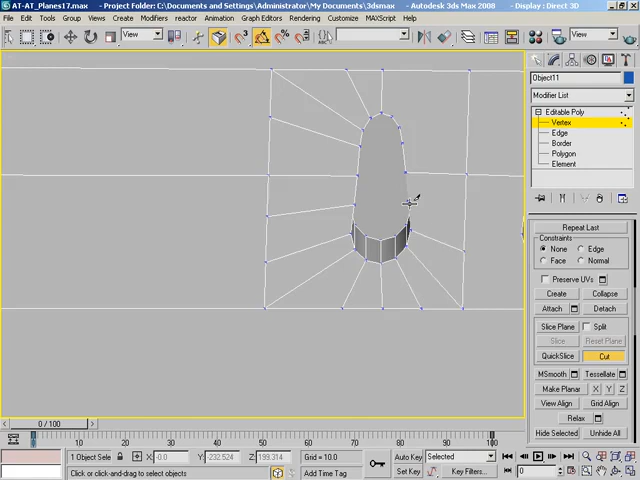 AT-AT_Planes17.max - Project Folder: C:\Documents and Settings\Administrator\My Documents\3dsmax - Autodesk 3ds Max 2008 - Display : Direct 3D
File Edit Tools Group Views Create Modifiers reactor Animation Graph Editors Rendering Customize MAXScript Help
View
View
Object11
Modifier List
Editable Poly
Vertex
Edge
Border
Polygon
Element
Repeat Last
Constraints
None Edge
Face Normal
Preserve UVs
Create Collapse
Attach Detach
Slice Plane Split
Slice Reset Plane
QuickSlice Cut
MSmooth Tessellate
Make Planar X Y Z
View Align Grid Align
Relax
Hide Selected Unhide All
0 / 100
0 10 20 30 40 50 60 70 80 90 100
1 Object Sele X: -0.0 Y: -232.524 Z: 199.314 Grid = 10.0 Auto Key Selected
Click or click-and-drag to select objects Add Time Tag Set Key Key Filters... 0